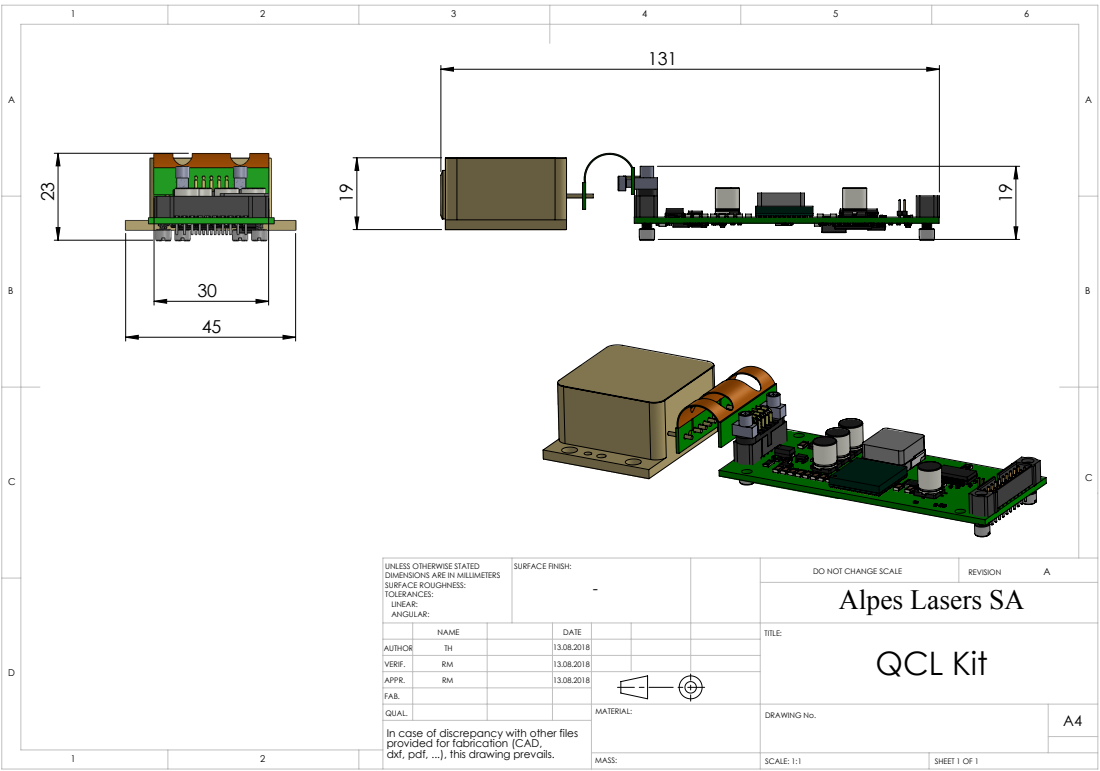 1 2 3 4 5 6
A A
131
23
19
19
30
45
B B
C C
D
UNLESS OTHERWISE STATED
DIMENSIONS ARE IN MILLIMETERS
SURFACE ROUGHNESS:
TOLERANCES:
LINEAR:
ANGULAR:
SURFACE FINISH:
-
DO NOT CHANGE SCALE
REVISION A
Alpes Lasers SA
NAME DATE
AUTHOR TH 13.08.2018
VERIF. RM 13.08.2018
APPR. RM 13.08.2018
FAB.
QUAL.
TITLE:
QCL Kit
In case of discrepancy with other files
provided for fabrication (CAD,
dxf, pdf, ...), this drawing prevails.
MATERIAL:
MASS:
DRAWING No.
A4
SCALE: 1:1
SHEET 1 OF 1
1 2